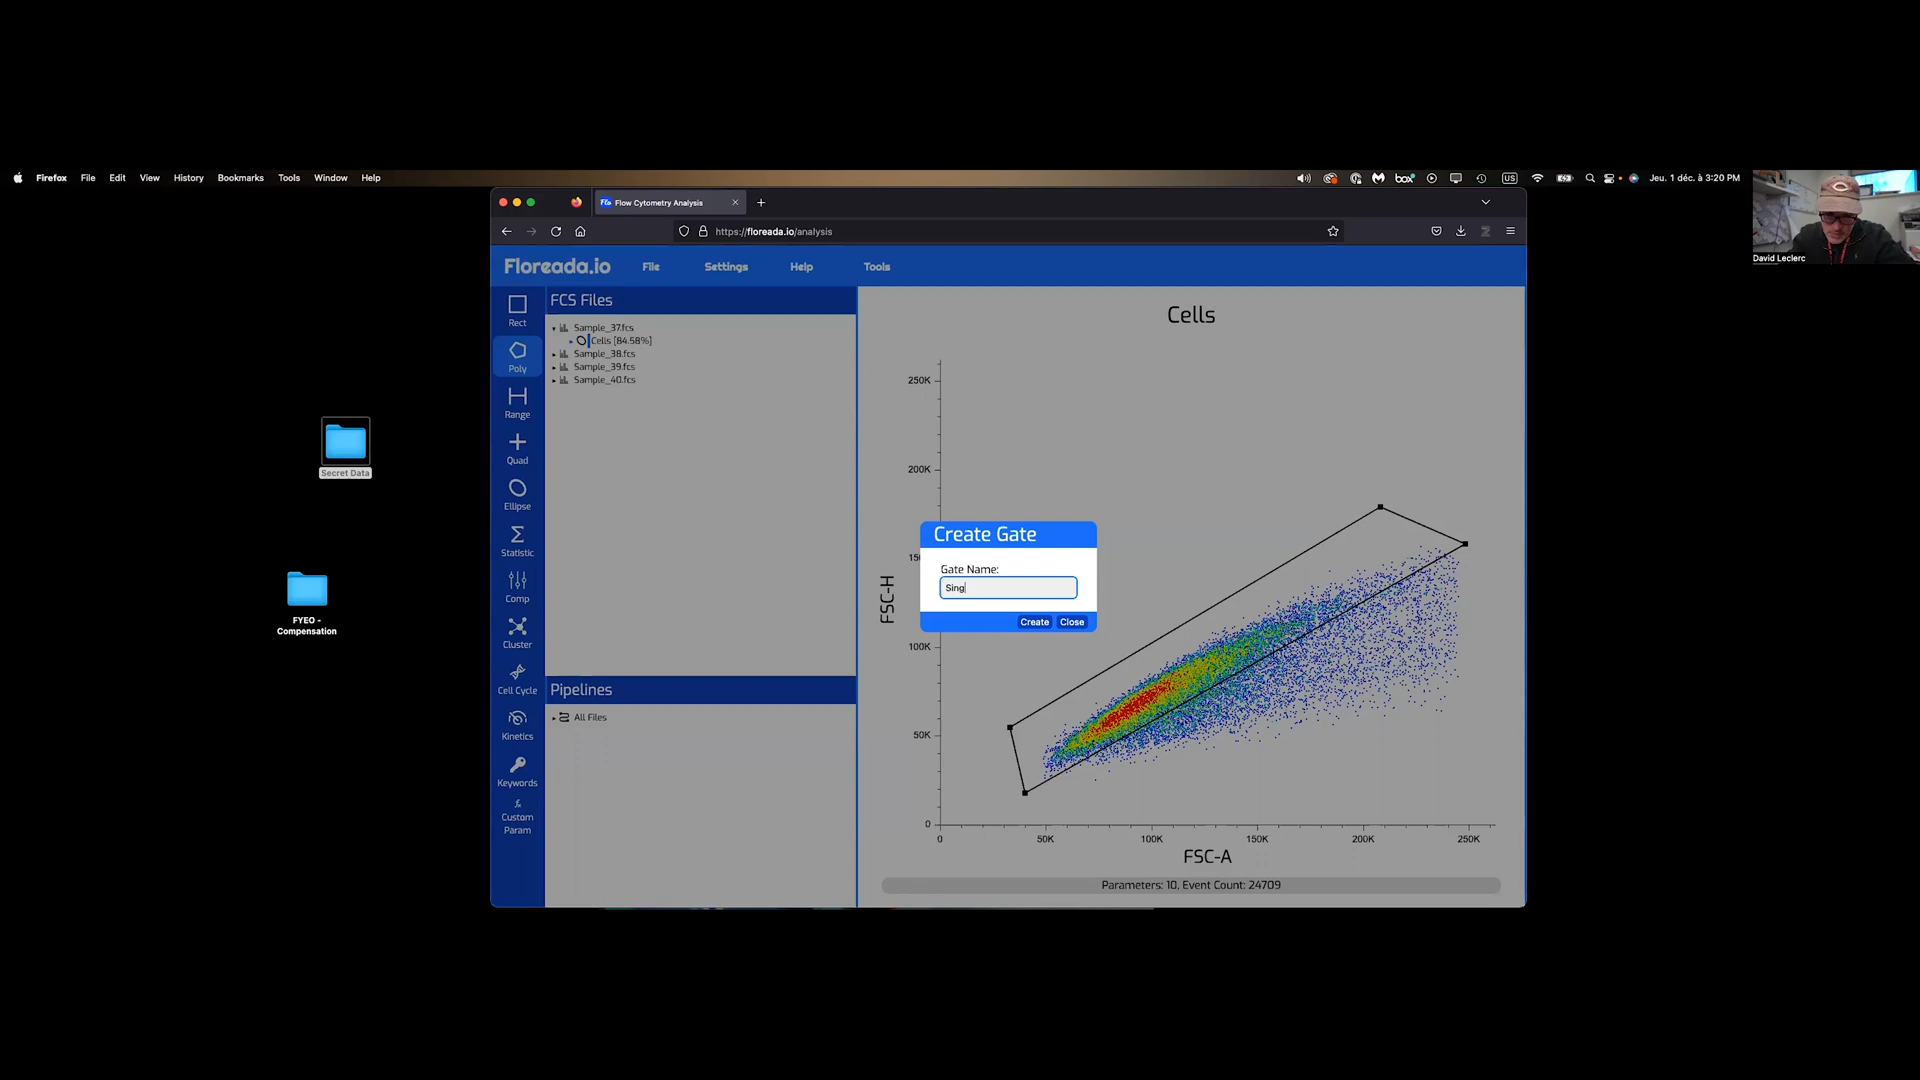 Firefox File Edit View History Bookmarks Tools Window Help
box
US
Jeu. 1 déc. à 3:20 PM
David Leclerc
Flow Cytometry Analysis
https://floreada.io/analysis
Floreada.io File Settings Help Tools
Rect
Poly
Range
Quad
Ellipse
Statistic
Comp
Cluster
Cell Cycle
Kinetics
Keywords
Custom
Param
FCS Files
Sample_37.fcs
Cells [84.58%]
Sample_38.fcs
Sample_39.fcs
Sample_40.fcs
Pipelines
All Files
Secret Data
FYEO -
Compensation
Cells
250K
200K
15
100K
50K
0
FSC-H
0 50K 100K 150K 200K 250K
FSC-A
Parameters: 10, Event Count: 24709
Create Gate
Gate Name:
Sing
Create Close